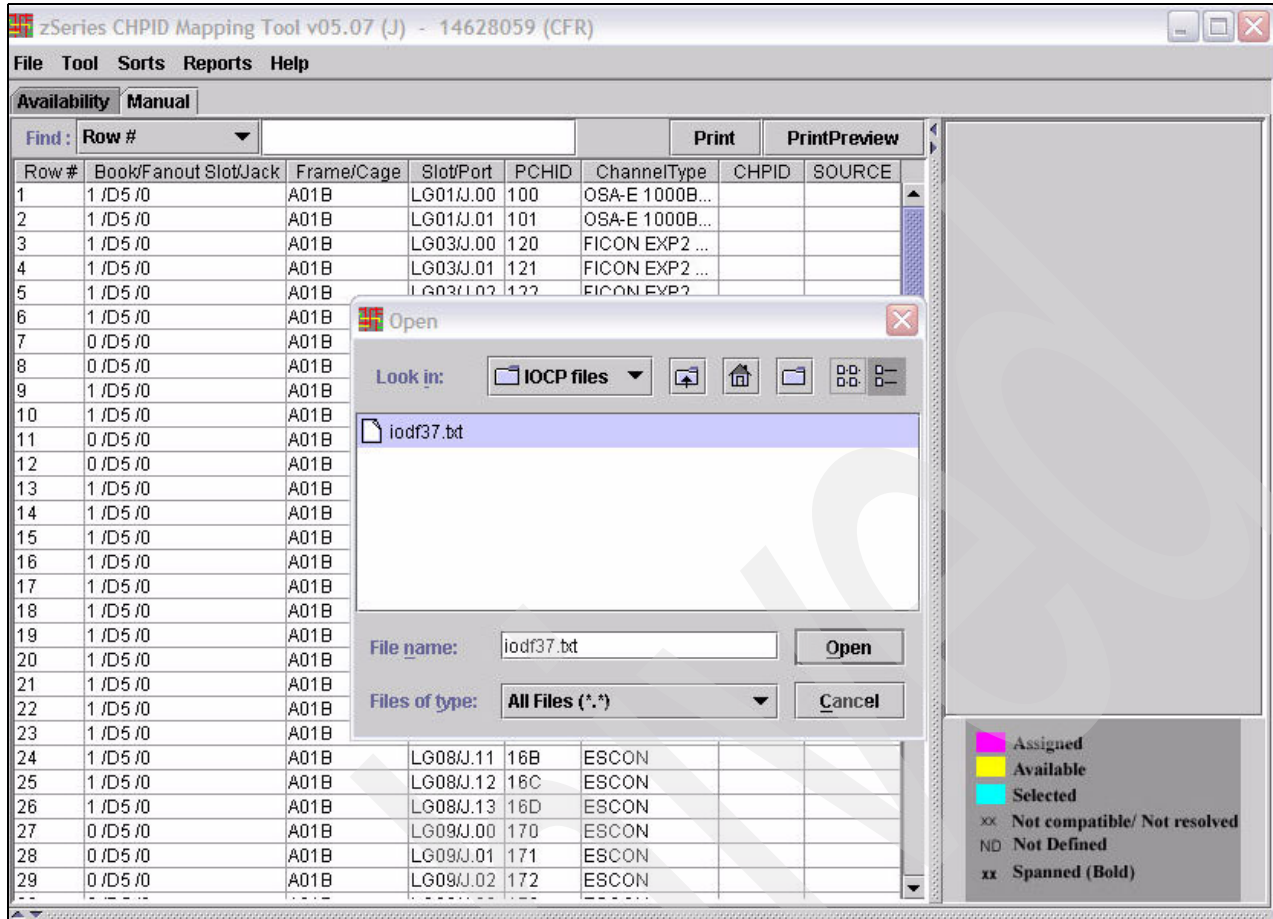 zSeries CHPID Mapping Tool v05.07 (J) - 14628059 (CFR)
File Tool Sorts Reports Help
Availability Manual
Find : Row # Print PrintPreview
Row # Book/Fanout Slot/Jack Frame/Cage Slot/Port PCHID ChannelType CHPID SOURCE
1 1 /D5 /0 A01B LG01/J.00 100 OSA-E 1000B...
2 1 /D5 /0 A01B LG01/J.01 101 OSA-E 1000B...
3 1 /D5 /0 A01B LG03/J.00 120 FICON EXP2 ...
4 1 /D5 /0 A01B LG03/J.01 121 FICON EXP2 ...
5 1 /D5 /0 A01B LG03/J.02 122 FICON EXP2
6 1 /D5 /0 A01B
7 0 /D5 /0 A01B
8 0 /D5 /0 A01B
9 1 /D5 /0 A01B
10 1 /D5 /0 A01B
11 0 /D5 /0 A01B
12 0 /D5 /0 A01B
13 1 /D5 /0 A01B
14 1 /D5 /0 A01B
15 1 /D5 /0 A01B
16 1 /D5 /0 A01B
17 1 /D5 /0 A01B
18 1 /D5 /0 A01B
19 1 /D5 /0 A01B
20 1 /D5 /0 A01B
21 1 /D5 /0 A01B
22 1 /D5 /0 A01B
23 1 /D5 /0 A01B
24 1 /D5 /0 A01B LG08/J.11 16B ESCON
25 1 /D5 /0 A01B LG08/J.12 16C ESCON
26 1 /D5 /0 A01B LG08/J.13 16D ESCON
27 0 /D5 /0 A01B LG09/J.00 170 ESCON
28 0 /D5 /0 A01B LG09/J.01 171 ESCON
29 0 /D5 /0 A01B LG09/J.02 172 ESCON
Open
Look in: IOCP files
iodf37.txt
File name: iodf37.txt Open
Files of type: All Files (*.*) Cancel
Assigned
Available
Selected
xx Not compatible/ Not resolved
ND Not Defined
xx Spanned (Bold)